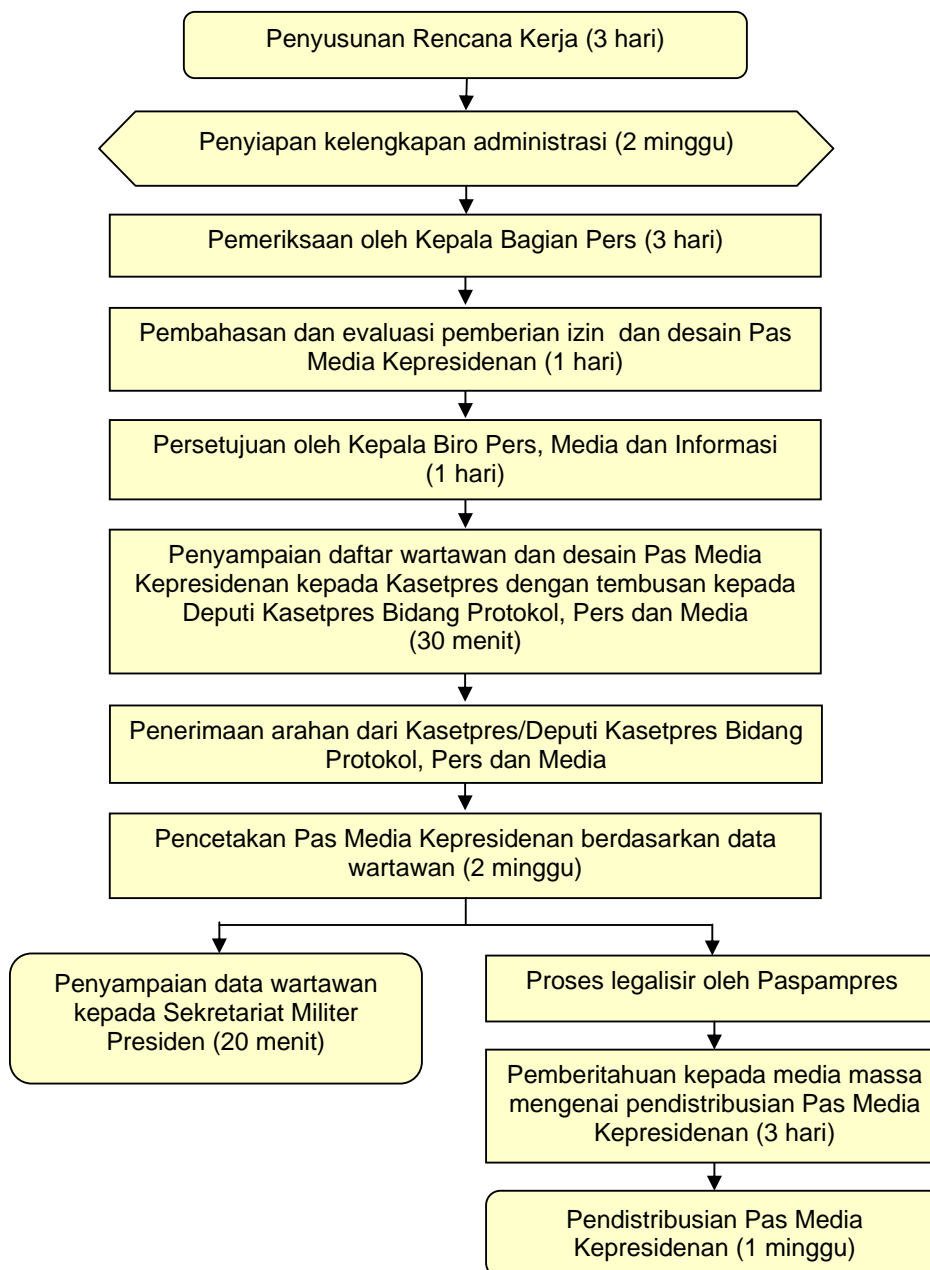 Penyusunan Rencana Kerja (3 hari)
Penyiapan kelengkapan administrasi (2 minggu)
Pemeriksaan oleh Kepala Bagian Pers (3 hari)
Pembahasan dan evaluasi pemberian izin  dan desain Pas
Media Kepresidenan (1 hari)
Persetujuan oleh Kepala Biro Pers, Media dan Informasi
(1 hari)
Penyampaian daftar wartawan dan desain Pas Media
Kepresidenan kepada Kasetpres dengan tembusan kepada
Deputi Kasetpres Bidang Protokol, Pers dan Media
(30 menit)
Penerimaan arahan dari Kasetpres/Deputi Kasetpres Bidang
Protokol, Pers dan Media
Pencetakan Pas Media Kepresidenan berdasarkan data
wartawan (2 minggu)
Penyampaian data wartawan
kepada Sekretariat Militer
Presiden (20 menit)
Proses legalisir oleh Paspampres
Pemberitahuan kepada media massa
mengenai pendistribusian Pas Media
Kepresidenan (3 hari)
Pendistribusian Pas Media
Kepresidenan (1 minggu)